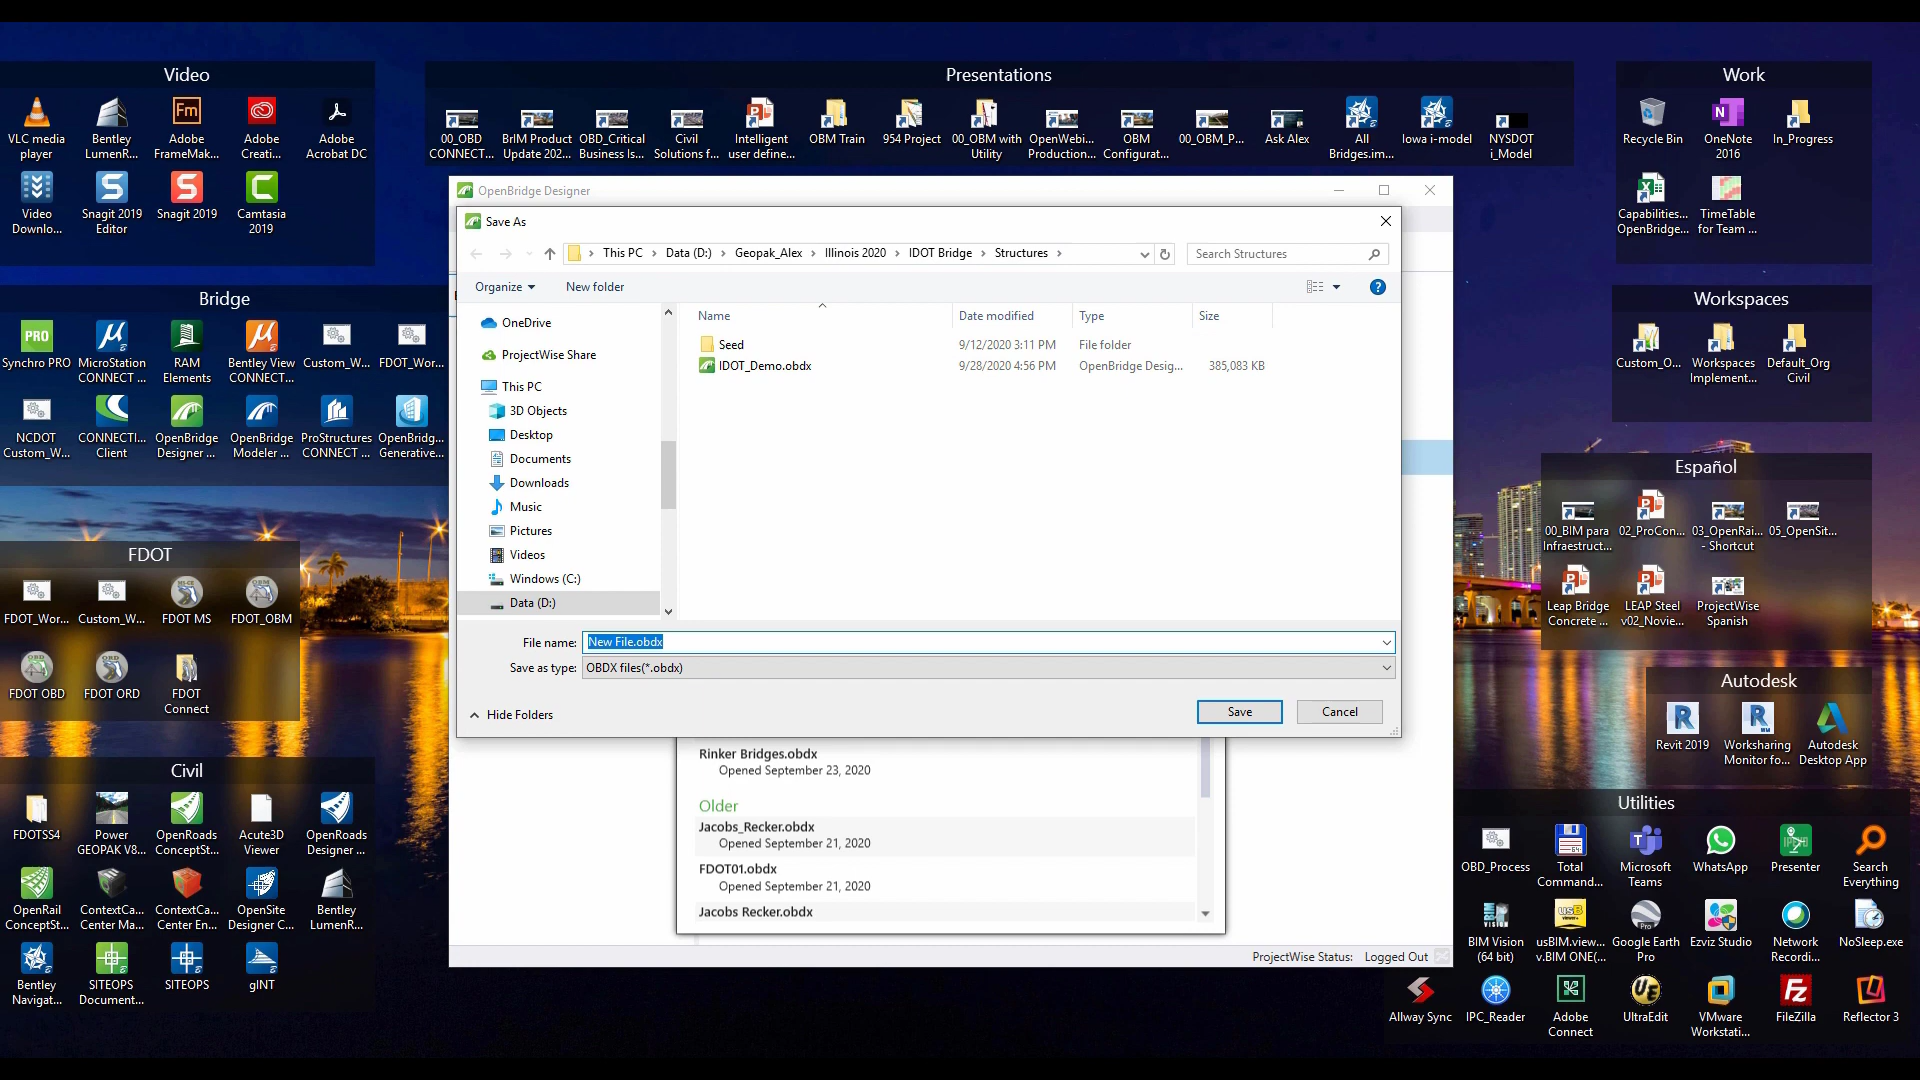 Video
VLC media player
Bentley LumenR...
Adobe FrameMak...
Adobe Creati...
Adobe Acrobat DC
Video Downlo...
Snagit 2019 Editor
Snagit 2019
Camtasia 2019
Presentations
00_OBD CONNECT...
BrIM Product Update 202...
OBD_Critical Business Is...
Civil Solutions f...
Intelligent user define...
OBM Train
954 Project
00_OBM with Utility
OpenWebi... Production...
OBM Configurat...
00_OBM_P...
Ask Alex
All Bridges.im...
Iowa i-model
NYSDOT i_Model
Work
Recycle Bin
OneNote 2016
In_Progress
Capabilities... OpenBridge...
TimeTable for Team ...
Bridge
Synchro PRO
MicroStation CONNECT ...
RAM Elements
Bentley View CONNECT...
Custom_W...
FDOT_Wor...
NCDOT Custom_W...
CONNECTI... Client
OpenBridge Designer ...
OpenBridge Modeler ...
ProStructures CONNECT ...
OpenBridg... Generative...
Workspaces
Custom_O...
Workspaces Implement...
Default_Org Civil
FDOT
FDOT_Wor...
Custom_W...
FDOT MS
FDOT_OBM
FDOT OBD
FDOT ORD
FDOT Connect
Español
00_BIM para Infraestruct...
02_ProCon...
03_OpenRai... - Shortcut
05_OpenSit...
Leap Bridge Concrete ...
LEAP Steel v02_Novie...
ProjectWise Spanish
Civil
FDOTSS4
Power GEOPAK V8...
OpenRoads ConceptSt...
Acute3D Viewer
OpenRoads Designer ...
OpenRail ConceptSt...
ContextCa... Center Ma...
ContextCa... Center En...
OpenSite Designer C...
Bentley LumenR...
Bentley Navigat...
SITEOPS Document...
SITEOPS
gINT
Autodesk
Revit 2019
Worksharing Monitor fo...
Autodesk Desktop App
Utilities
OBD_Process
Total Command...
Microsoft Teams
WhatsApp
Presenter
Search Everything
BIM Vision (64 bit)
usBIM.view... v.BIM ONE(...
Google Earth Pro
Ezviz Studio
Network Recordi...
NoSleep.exe
Allway Sync
IPC_Reader
Adobe Connect
UltraEdit
VMware Workstati...
FileZilla
Reflector 3
OpenBridge Designer
Save As
This PC > Data (D:) > Geopak_Alex > Illinois 2020 > IDOT Bridge > Structures >
Search Structures
Organize
New folder
Name
Date modified
Type
Size
Seed
9/12/2020 3:11 PM
File folder
IDOT_Demo.obdx
9/28/2020 4:56 PM
OpenBridge Desig...
385,083 KB
OneDrive
ProjectWise Share
This PC
3D Objects
Desktop
Documents
Downloads
Music
Pictures
Videos
Windows (C:)
Data (D:)
File name:
New File.obdx
Save as type:
OBDX files(*.obdx)
Hide Folders
Save
Cancel
Rinker Bridges.obdx
Opened September 23, 2020
Older
Jacobs_Recker.obdx
Opened September 21, 2020
FDOT01.obdx
Opened September 21, 2020
Jacobs Recker.obdx
ProjectWise Status: Logged Out